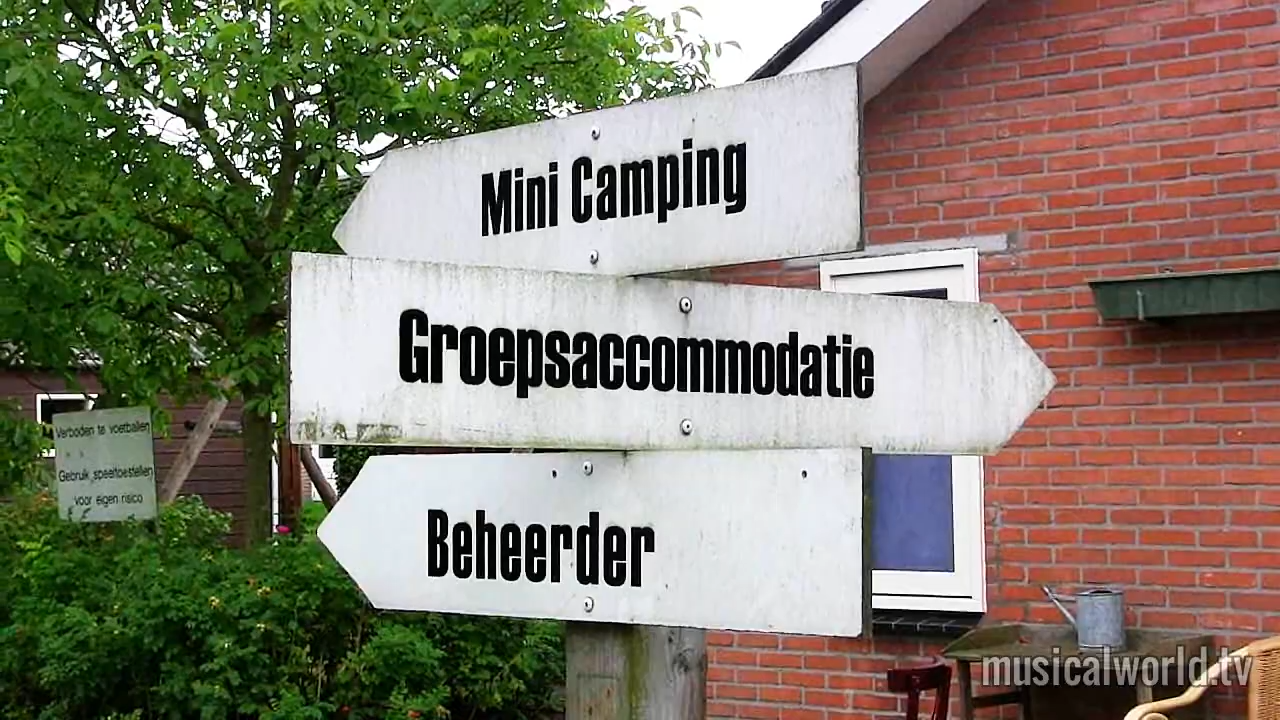 Mini Camping
Groepsaccommodatie
Beheerder
Verboden te voetballen
Gebruik speeltoestellen
voor eigen risico
musicalworld.tv